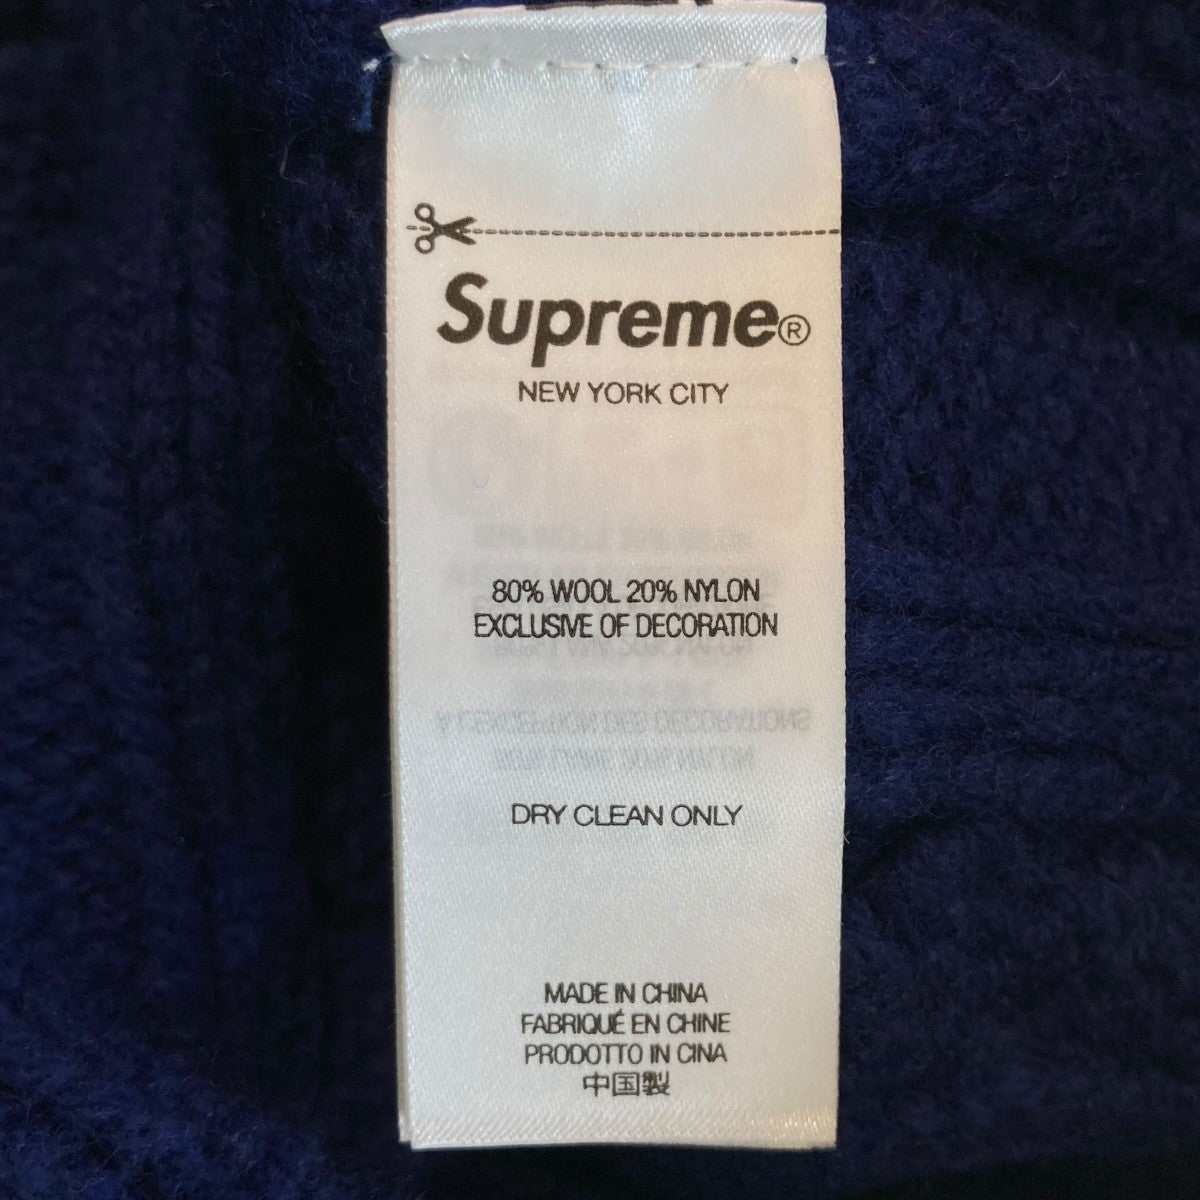 Supreme®
NEW YORK CITY
80% WOOL 20% NYLON
EXCLUSIVE OF DECORATION
DRY CLEAN ONLY
MADE IN CHINA
FABRIQUÉ EN CHINE
PRODOTTO IN CINA
中国製